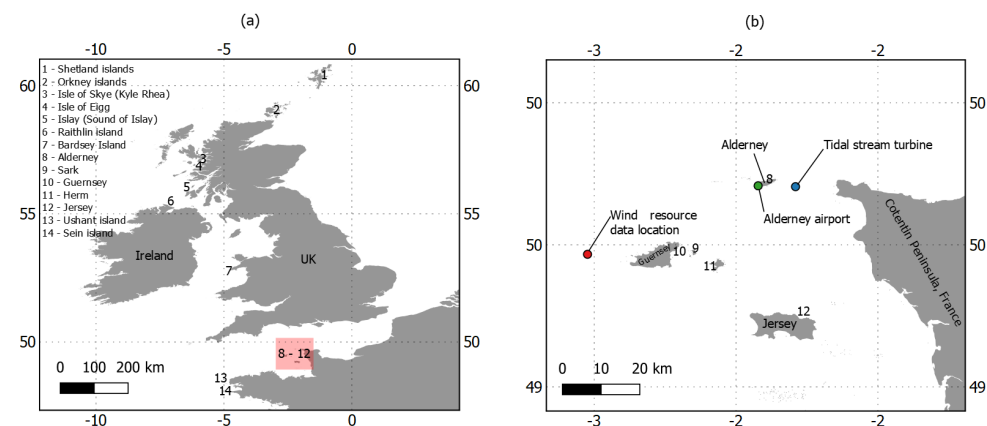 (a)
-10 -5 0
1 - Shetland islands
2 - Orkney islands
3 - Isle of Skye (Kyle Rhea)
4 - Isle of Eigg
5 - Islay (Sound of Islay)
6 - Raithlin island
7 - Bardsey Island
8 - Alderney
9 - Sark
10 - Guernsey
11 - Herm
12 - Jersey
13 - Ushant island
14 - Sein island
60 60
55 55
50 50
1
2
3
4
5
6
Ireland
UK
7
8 - 12
13
14
0 100 200 km
-10 -5 0
(b)
-3 -2 -2
50 50
Alderney
Tidal stream turbine
8
Alderney airport
Wind resource
data location
50 50
Guernsey
10
9
11
Cotentin Peninsula, France
12
Jersey
0 10 20 km
49 49
-3 -2 -2